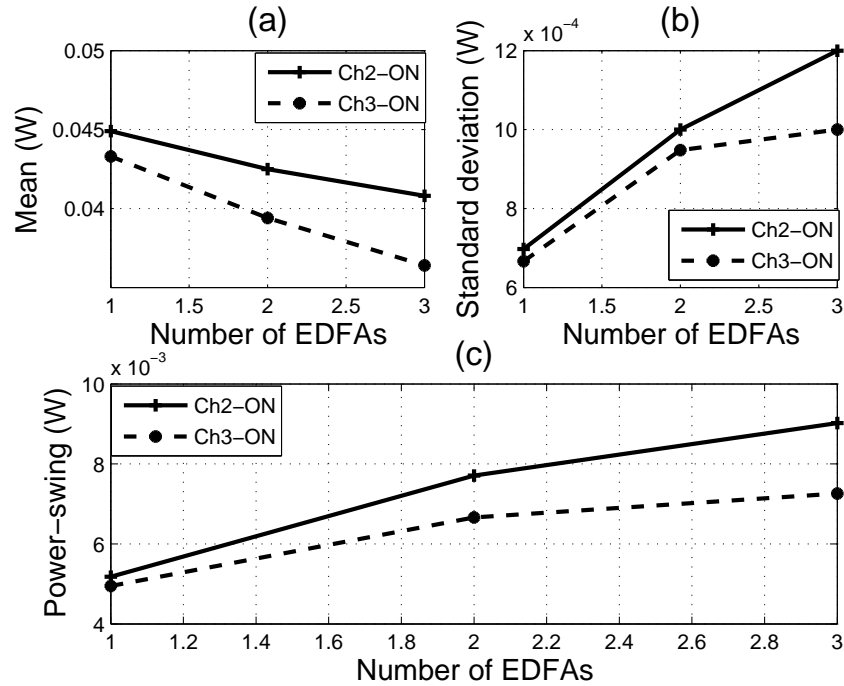 (a)
Mean (W)
0.05
0.045
0.04
Ch2−ON
Ch3−ON
1
1.5
2
2.5
3
Number of EDFAs
(b)
x 10−4
Standard deviation (W)
12
10
8
6
Ch2−ON
Ch3−ON
1
1.5
2
2.5
3
Number of EDFAs
(c)
x 10−3
Power−swing (W)
10
8
6
4
Ch2−ON
Ch3−ON
1
1.2
1.4
1.6
1.8
2
2.2
2.4
2.6
2.8
3
Number of EDFAs